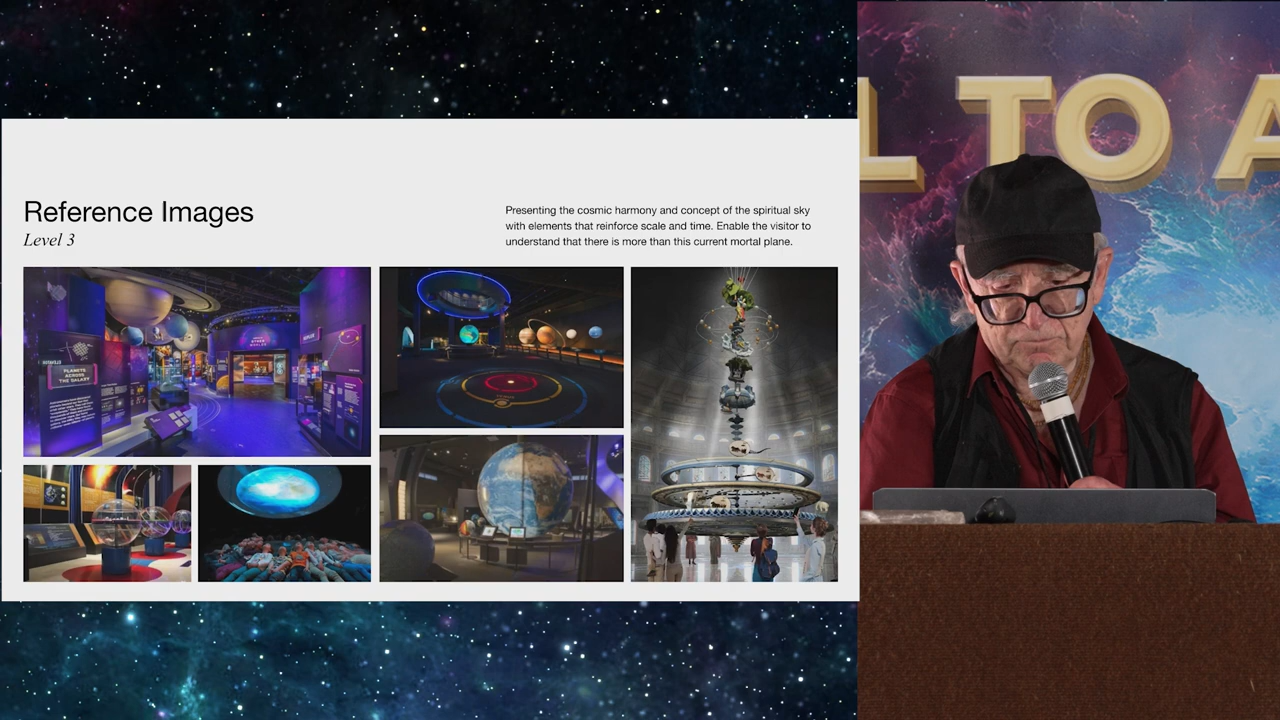 Reference Images
Level 3
Presenting the cosmic harmony and concept of the spiritual sky
with elements that reinforce scale and time. Enable the visitor to
understand that there is more than this current mortal plane.
PLANETS
ACROSS
THE GALAXY
L TO A